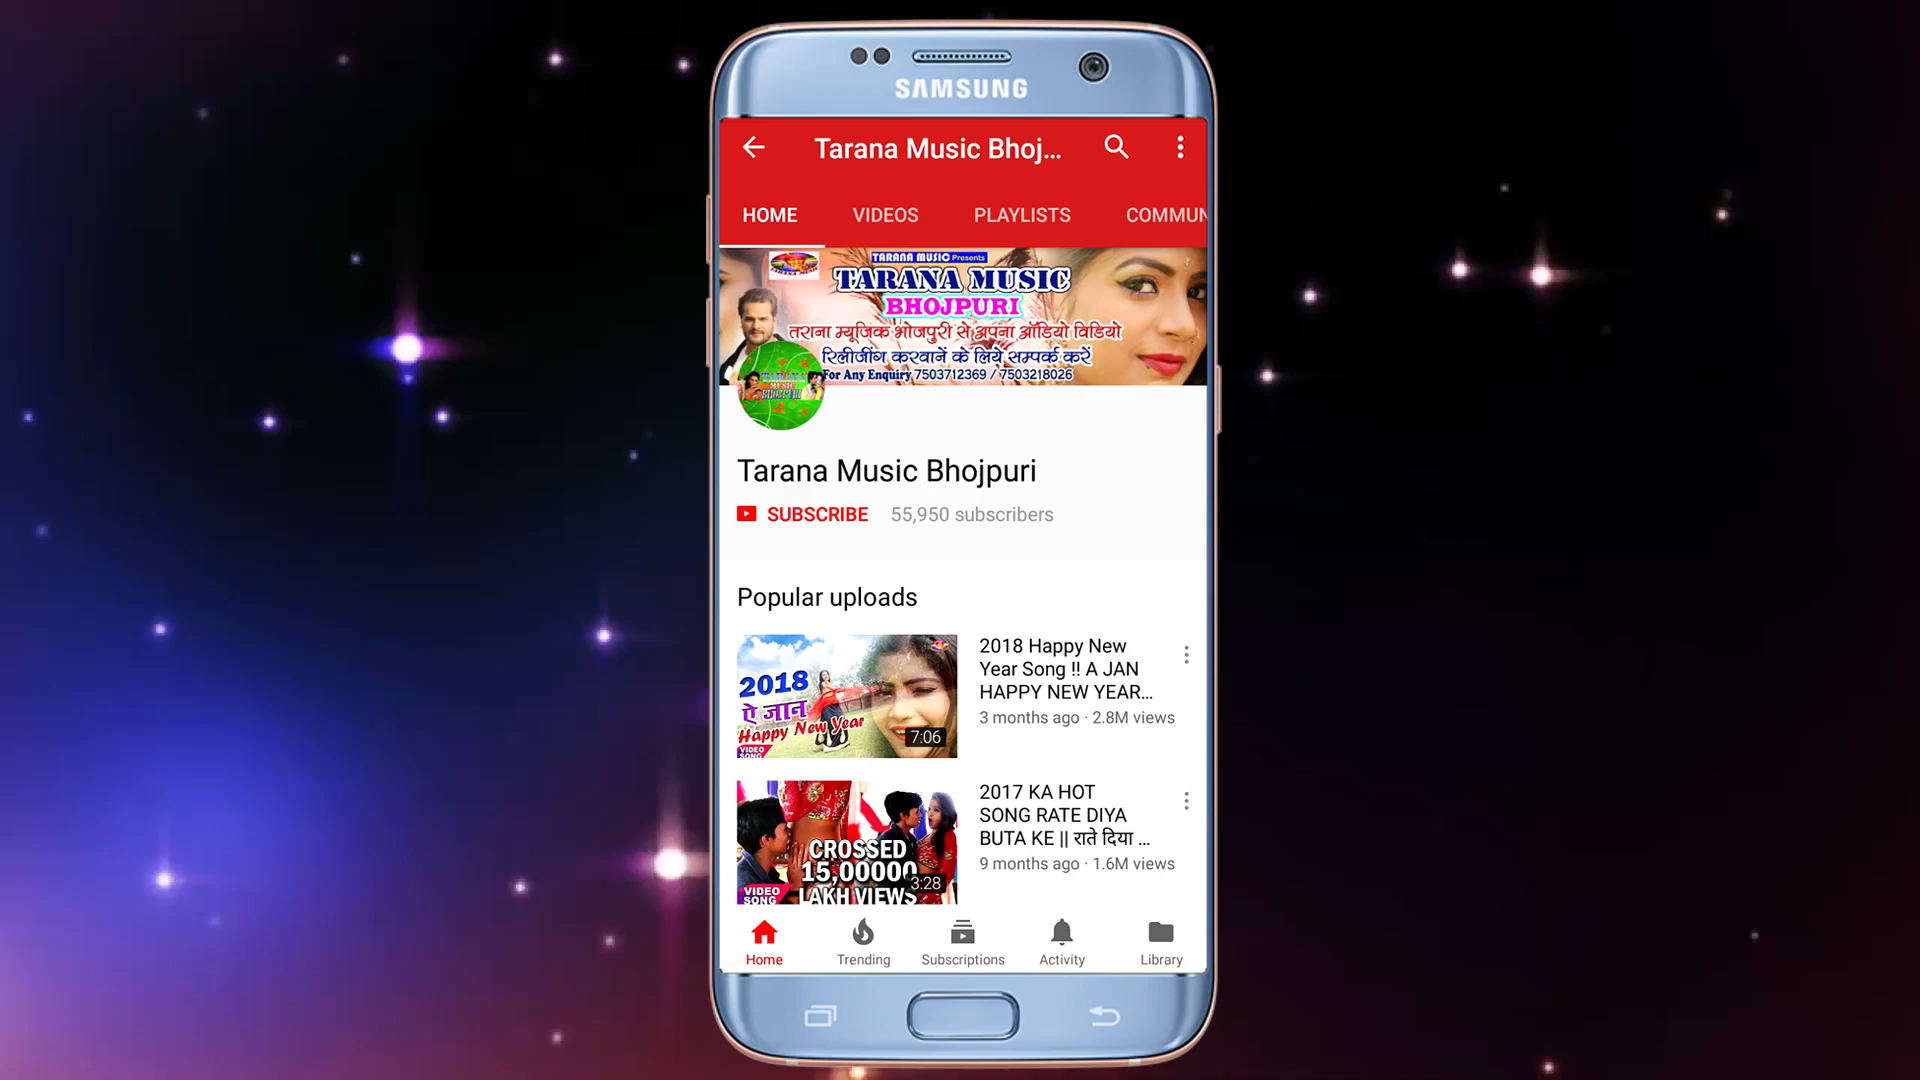 SAMSUNG
Tarana Music Bhoj...
HOME VIDEOS PLAYLISTS COMMUN
TARANA MUSIC Presents
TARANA MUSIC
BHOJPURI
तराना म्यूजिक भोजपुरी से अपना ऑडियो विडियो
रिलीजींग करवानें के लिये सम्पर्क करें
For Any Enquiry 7503712369 / 7503218026
TARANA
MUSIC
BHOJPURI
Tarana Music Bhojpuri
SUBSCRIBE 55,950 subscribers
Popular uploads
2018
ऐ जान
Happy New Year
VIDEO
SONG
7:06
2018 Happy New
Year Song !! A JAN
HAPPY NEW YEAR...
3 months ago · 2.8M views
CROSSED
15,00000
LAKH VIEWS
VIDEO
SONG
3:28
2017 KA HOT
SONG RATE DIYA
BUTA KE || राते दिया ...
9 months ago · 1.6M views
Home Trending Subscriptions Activity Library